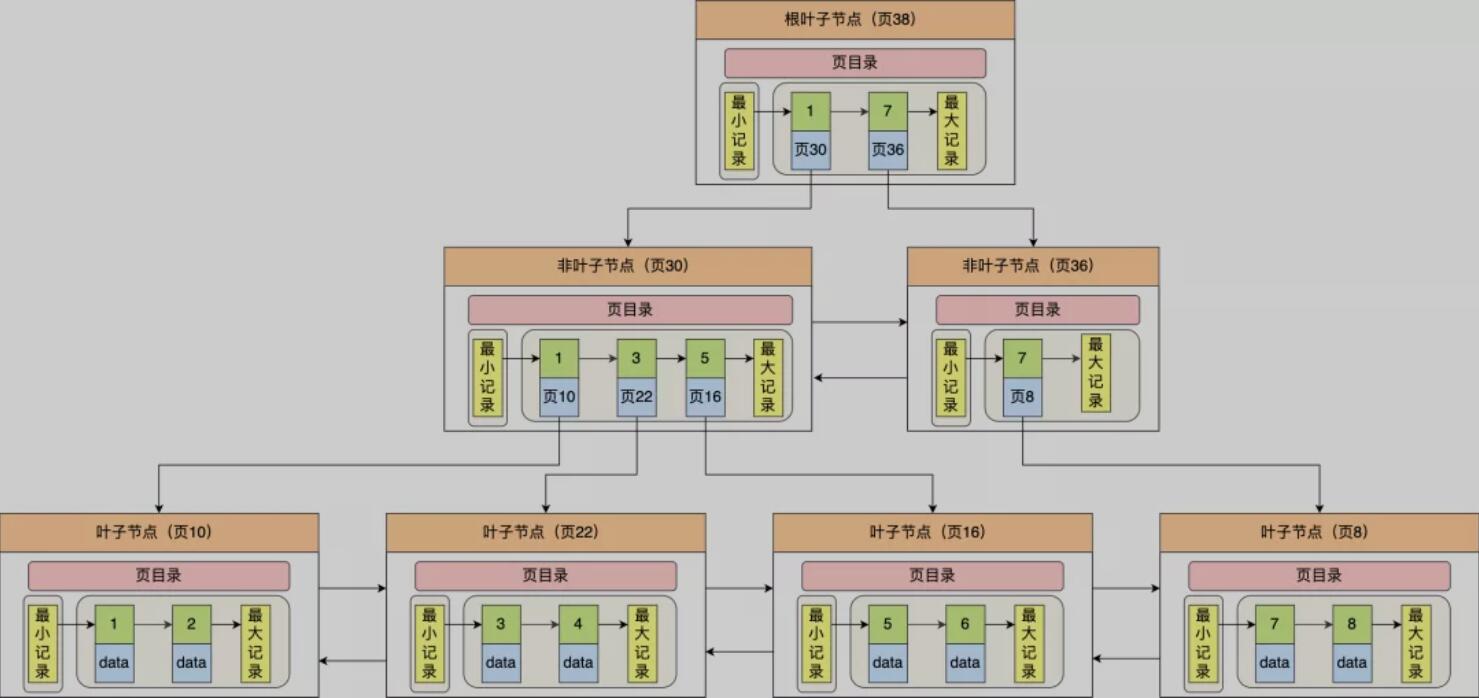 根叶子节点（页38）
页目录
最小记录
1
7
最大记录
页30
页36
非叶子节点（页30）
页目录
最小记录
1
3
5
最大记录
页10
页22
页16
非叶子节点（页36）
页目录
最小记录
7
最大记录
页8
叶子节点（页10）
页目录
最小记录
1
2
最大记录
data
data
叶子节点（页22）
页目录
最小记录
3
4
最大记录
data
data
叶子节点（页16）
页目录
最小记录
5
6
最大记录
data
data
叶子节点（页8）
页目录
最小记录
7
8
最大记录
data
data